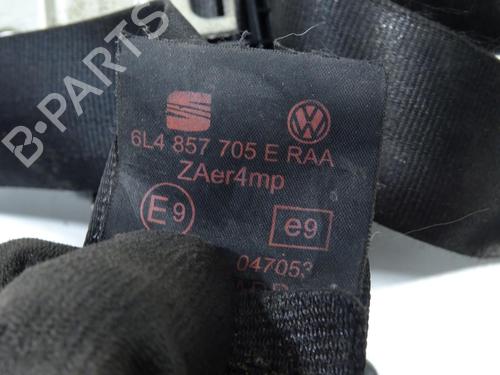 B-PARTS
6L4 857 705 E RAA
ZAer4mp
E9 e9
047053